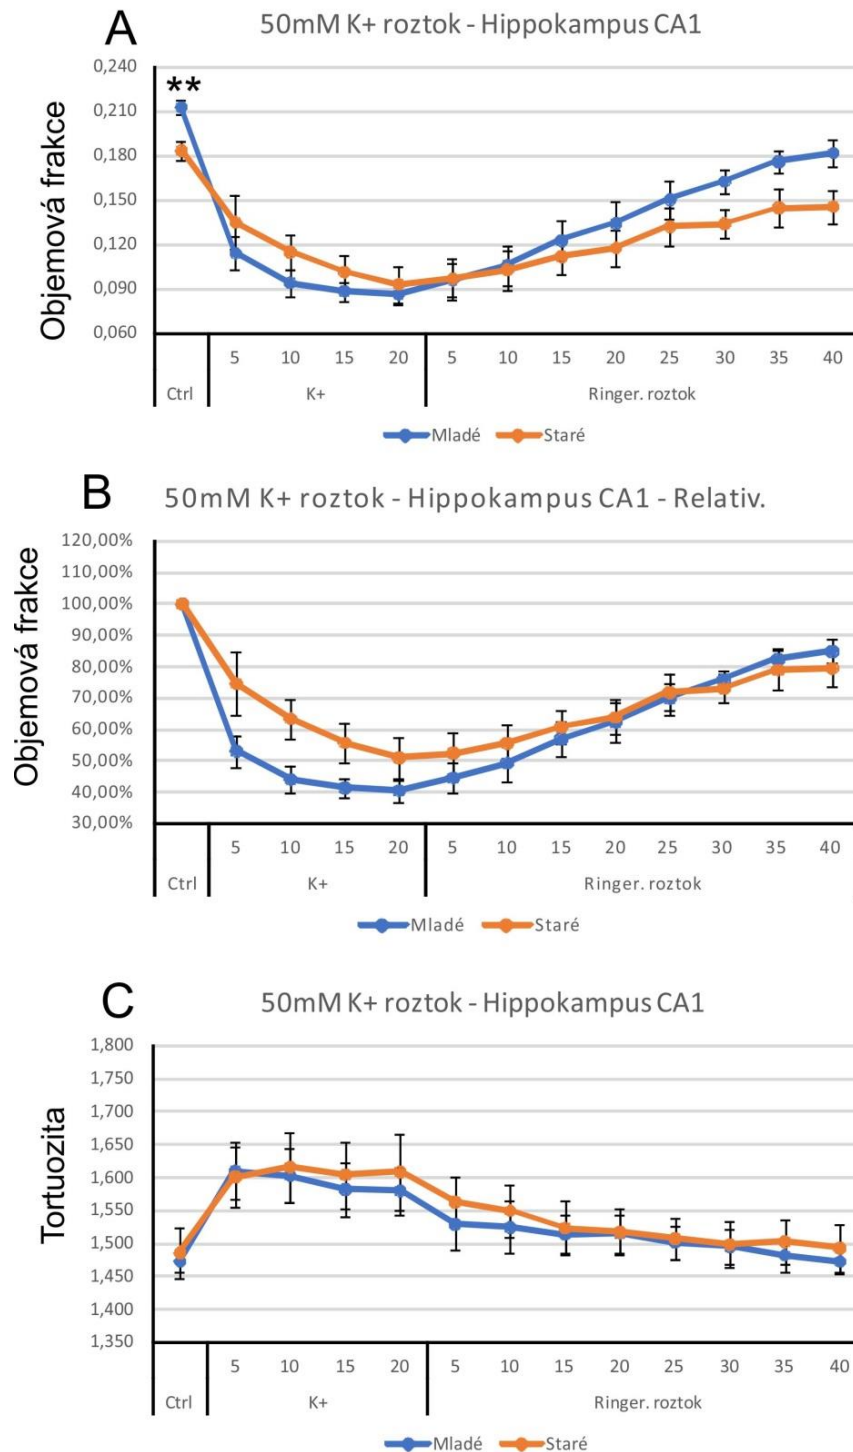 A
50mM K+ roztok - Hippokampus CA1
Objemová frakce
0,240
0,210
0,180
0,150
0,120
0,090
0,060
**
5 10 15 20 5 10 15 20 25 30 35 40
Ctrl K+ Ringer. roztok
Mladé Staré
B
50mM K+ roztok - Hippokampus CA1 - Relativ.
Objemová frakce
120,00%
110,00%
100,00%
90,00%
80,00%
70,00%
60,00%
50,00%
40,00%
30,00%
5 10 15 20 5 10 15 20 25 30 35 40
Ctrl K+ Ringer. roztok
Mladé Staré
C
50mM K+ roztok - Hippokampus CA1
Tortuozita
1,800
1,750
1,700
1,650
1,600
1,550
1,500
1,450
1,400
1,350
5 10 15 20 5 10 15 20 25 30 35 40
Ctrl K+ Ringer. roztok
Mladé Staré